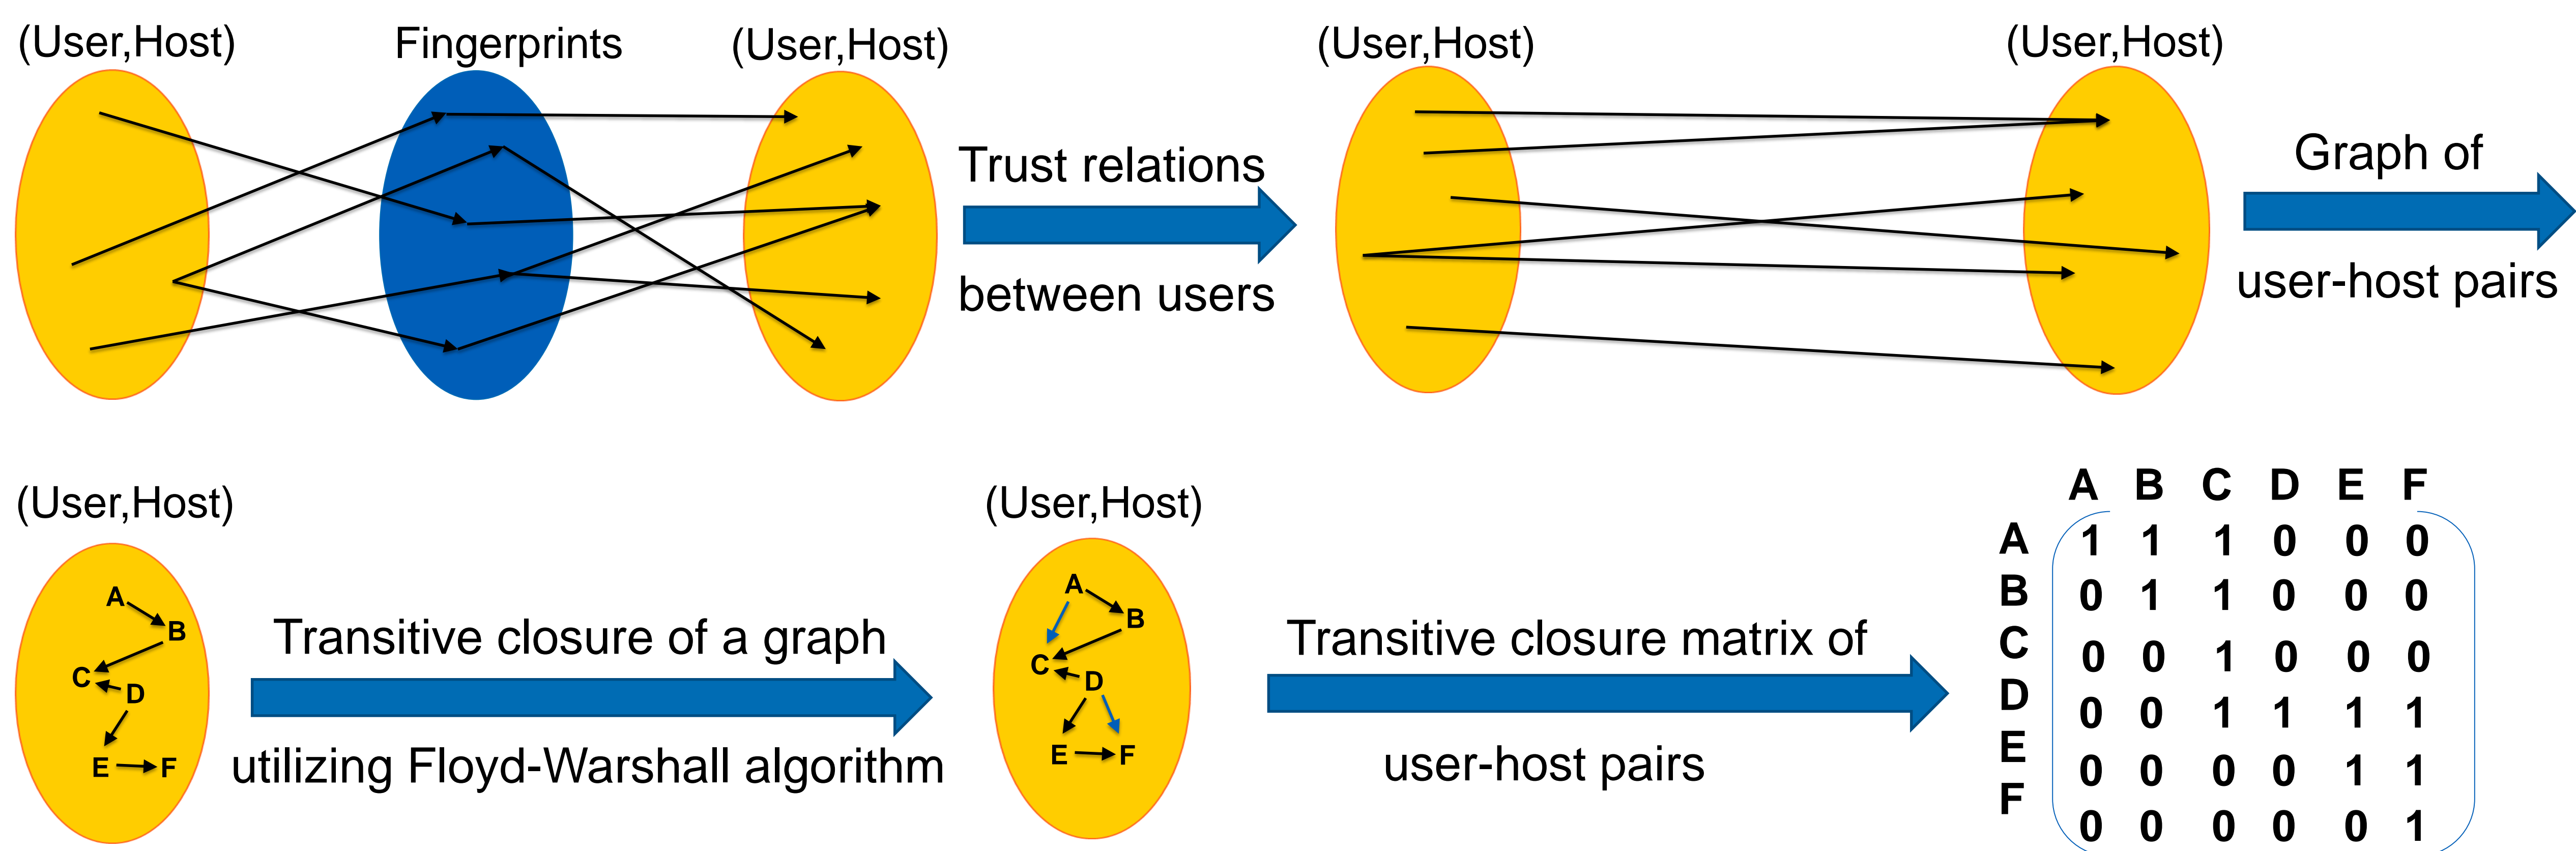 (User,Host)
Fingerprints
(User,Host)
Trust relations
between users
(User,Host)
(User,Host)
Graph of
user-host pairs
(User,Host)
A
B
C
D
E
F
Transitive closure of a graph
utilizing Floyd-Warshall algorithm
(User,Host)
A
B
C
D
E
F
Transitive closure matrix of
user-host pairs
A B C D E F
A 1 1 1 0 0 0
B 0 1 1 0 0 0
C 0 0 1 0 0 0
D 0 0 1 1 1 1
E 0 0 0 0 1 1
F 0 0 0 0 0 1